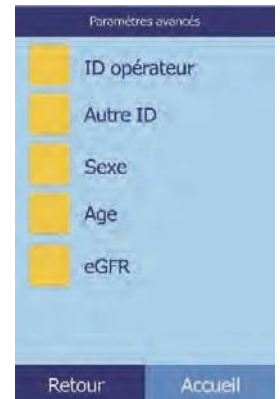 Paramètres avancés
ID opérateur
Autre ID
Sexe
Age
eGFR
Retour
Accueil